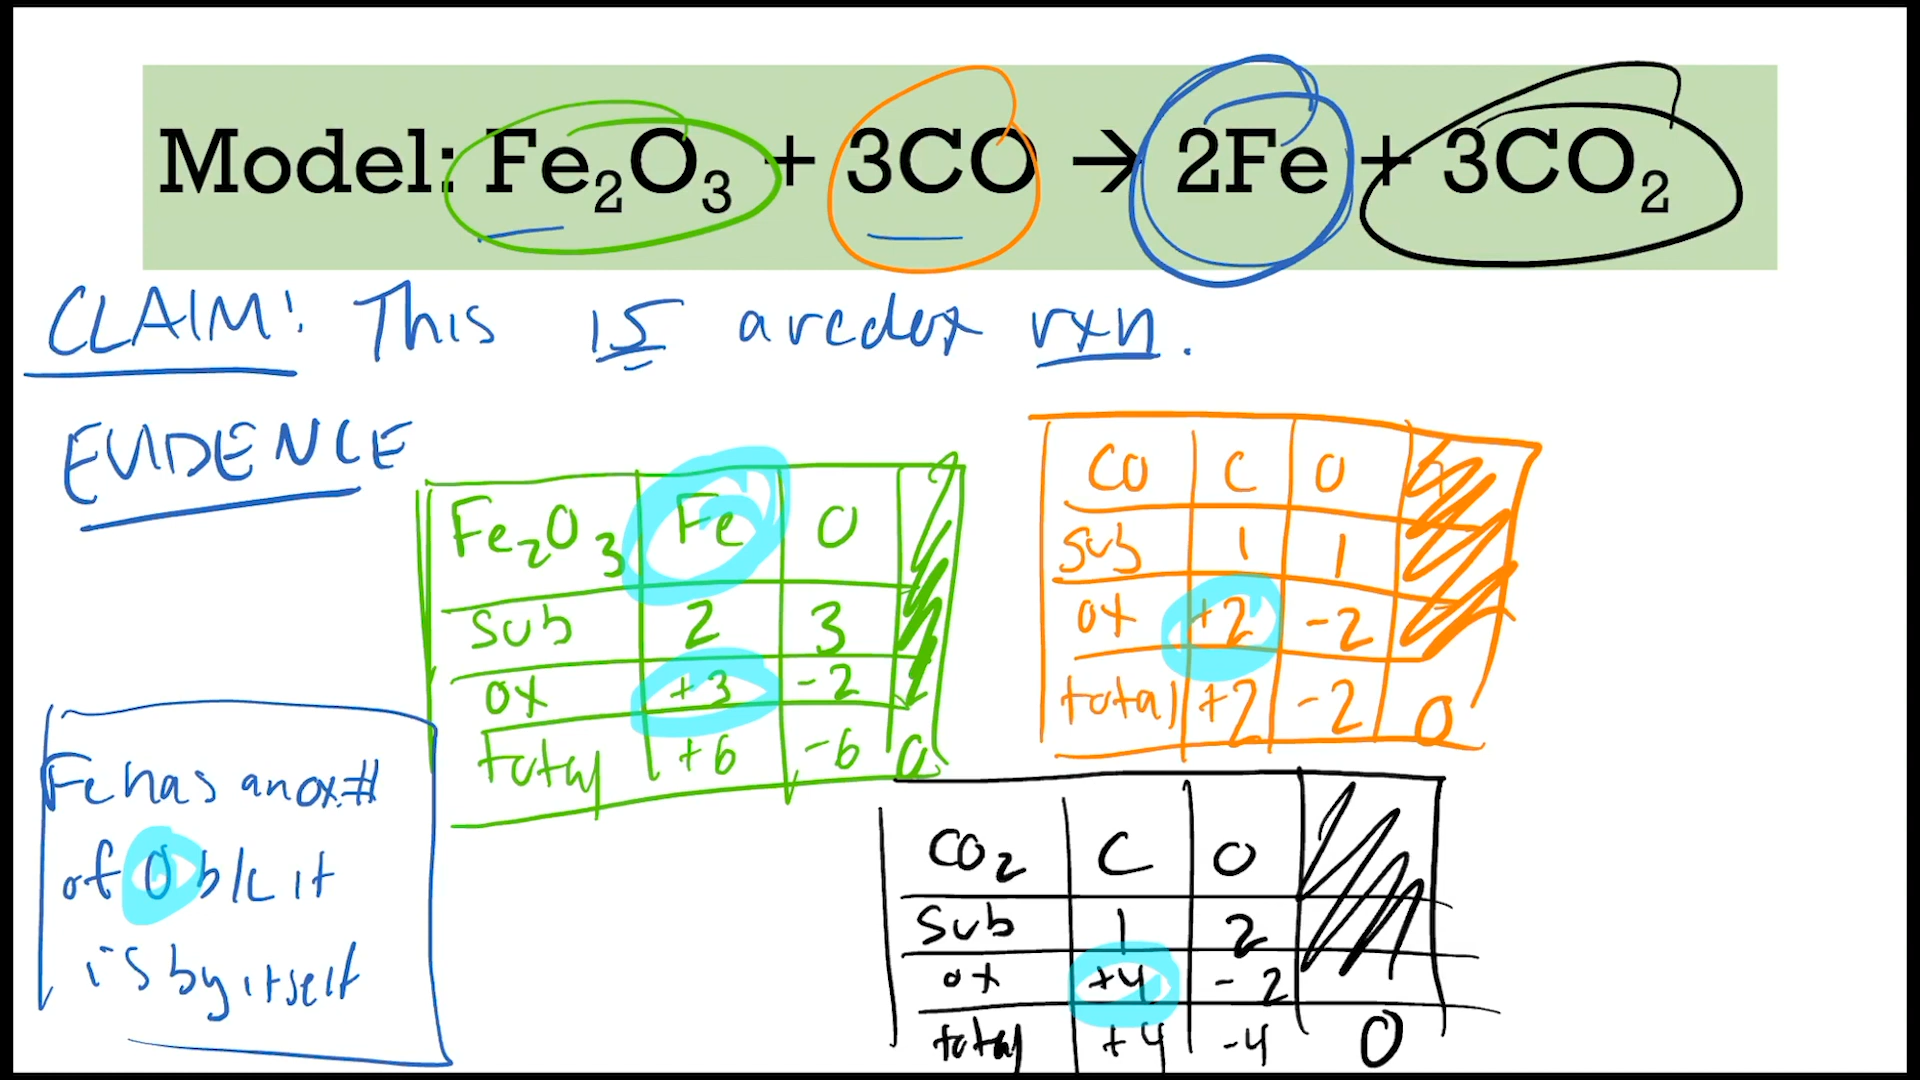 Model: Fe₂O₃ + 3CO → 2Fe + 3CO₂
CLAIM: This is a redox rxn.
EVIDENCE
Fe₂O₃ Fe O
sub 2 3
ox +3 -2
total +6 -6 0
CO C O
sub 1 1
ox +2 -2
total +2 -2 0
Fe has an ox.#
of 0 b/c it
is by itself
CO₂ C O
sub 1 2
ox +4 -2
total +4 -4 0